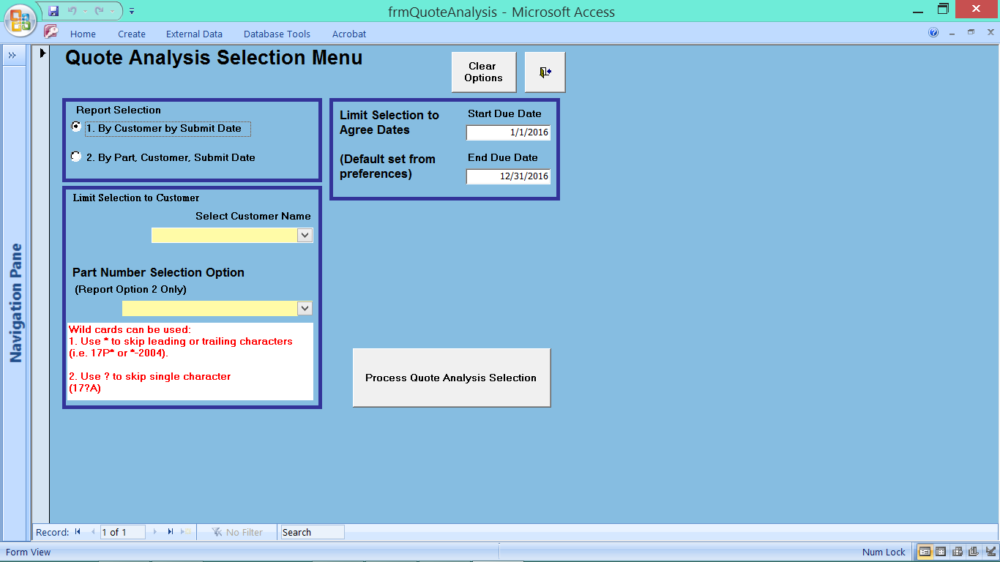 frmQuoteAnalysis - Microsoft Access
Home Create External Data Database Tools Acrobat
Navigation Pane
Quote Analysis Selection Menu
Clear
Options
Report Selection
1. By Customer by Submit Date
2. By Part, Customer, Submit Date
Limit Selection to
Agree Dates
(Default set from
preferences)
Start Due Date
1/1/2016
End Due Date
12/31/2016
Limit Selection to Customer
Select Customer Name
Part Number Selection Option
(Report Option 2 Only)
Wild cards can be used:
1. Use * to skip leading or trailing characters
(i.e. 17P* or *-2004).
2. Use ? to skip single character
(17?A)
Process Quote Analysis Selection
Record: 1 of 1 No Filter Search
Form View Num Lock